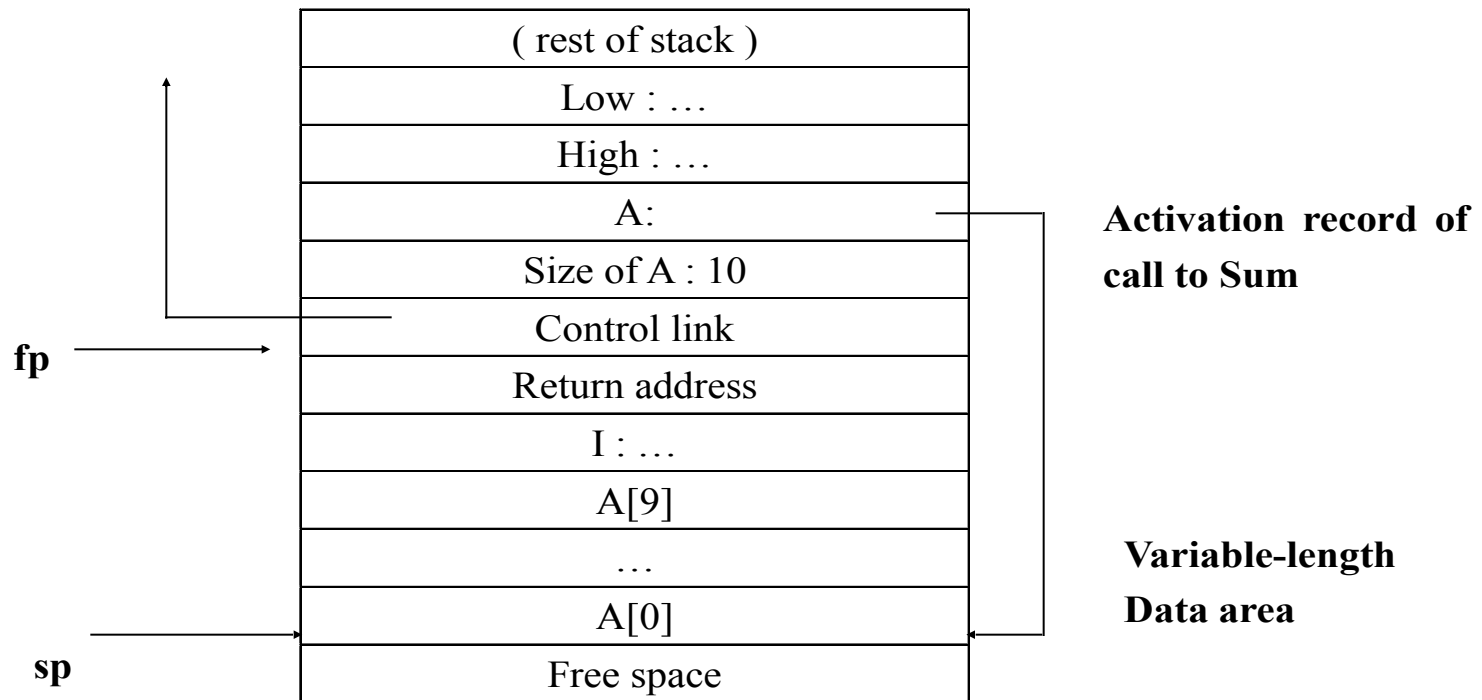 ( rest of stack )
Low : …
High : …
A:
Size of A : 10
Control link
Return address
I : …
A[9]
…
A[0]
Free space
fp
sp
Activation record of
call to Sum
Variable-length
Data area